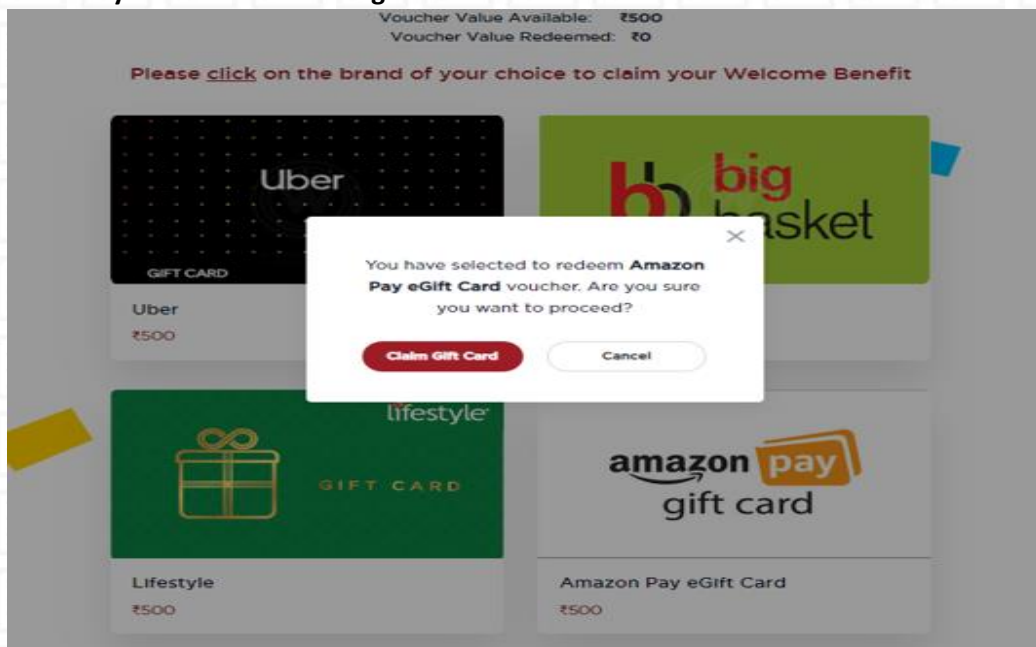 Voucher Value Available: ₹500
Voucher Value Redeemed: ₹0
Please click on the brand of your choice to claim your Welcome Benefit
Uber
GIFT CARD
bb big
basket
Uber
₹500
You have selected to redeem Amazon
Pay eGift Card voucher. Are you sure
you want to proceed?
Claim Gift Card
Cancel
lifestyle
GIFT CARD
amazon pay
gift card
Lifestyle
₹500
Amazon Pay eGift Card
₹500